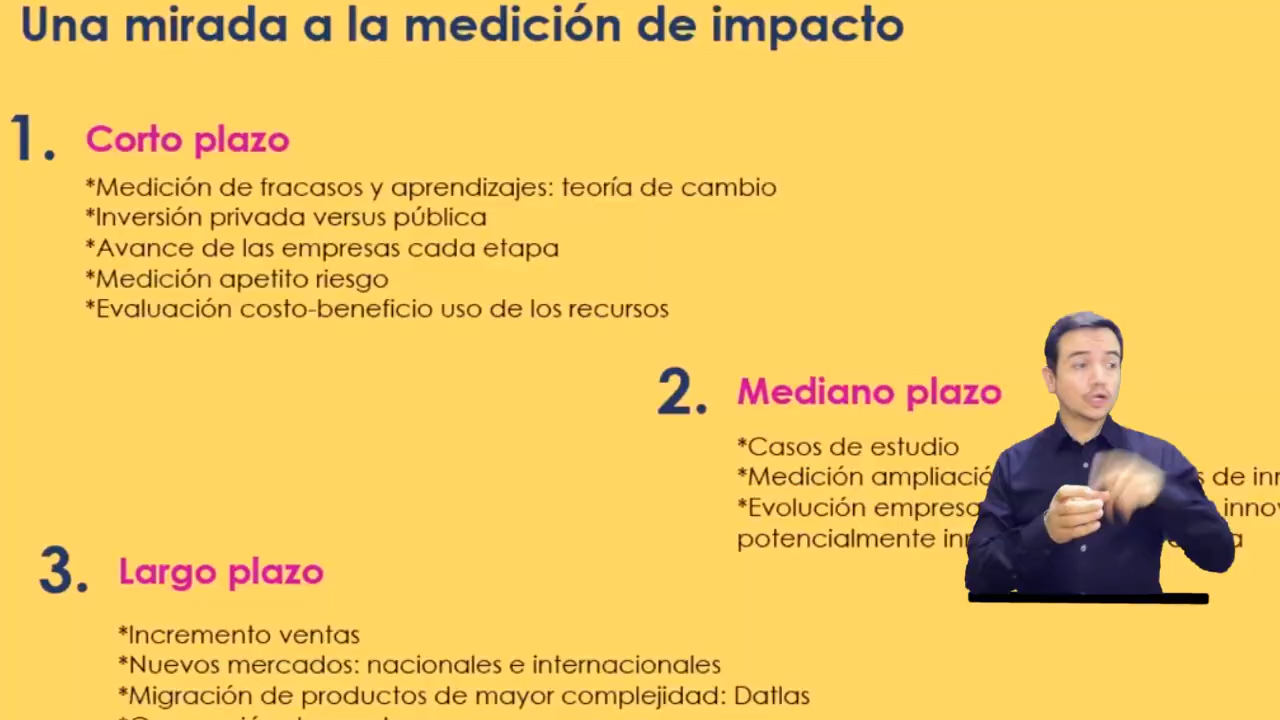 Una mirada a la medición de impacto
1. Corto plazo
*Medición de fracasos y aprendizajes: teoría de cambio
*Inversión privada versus pública
*Avance de las empresas cada etapa
*Medición apetito riesgo
*Evaluación costo-beneficio uso de los recursos
2. Mediano plazo
*Casos de estudio
*Medición de
*Evolución
potencialmente
3. Largo plazo
*Incremento ventas
*Nuevos mercados: nacionales e internacionales
*Migración de productos de mayor complejidad: Datlas